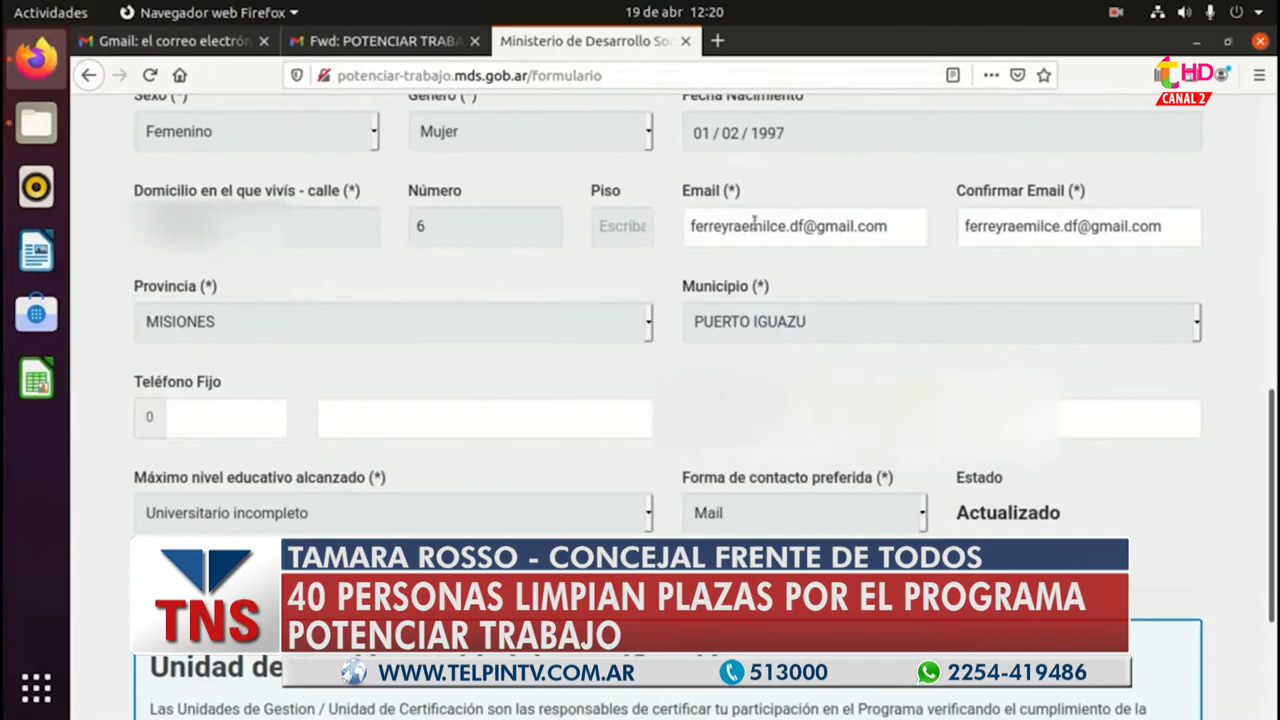 Actividades
Navegador web Firefox
19 de abr 12:20
Gmail: el correo electrón
Fwd: POTENCIAR TRABA
Ministerio de Desarrollo Soc
potenciar-trabajo.mds.gob.ar/formulario
HD
CANAL 2
Sexo (*)
Género (*)
Fecha Nacimiento
Femenino
Mujer
01 / 02 / 1997
Domicilio en el que vivís - calle (*)
Número
Piso
Email (*)
Confirmar Email (*)
6
Escriba
ferreyraemilce.df@gmail.com
ferreyraemilce.df@gmail.com
Provincia (*)
Municipio (*)
MISIONES
PUERTO IGUAZU
Teléfono Fijo
0
Máximo nivel educativo alcanzado (*)
Forma de contacto preferida (*)
Estado
Universitario incompleto
Mail
Actualizado
TNS
TAMARA ROSSO - CONCEJAL FRENTE DE TODOS
40 PERSONAS LIMPIAN PLAZAS POR EL PROGRAMA
POTENCIAR TRABAJO
Unidad de
WWW.TELPINTV.COM.AR
513000
2254-419486
Las Unidades de Gestion / Unidad de Certificación son las responsables de certificar tu participación en el Programa verificando el cumplimiento de la